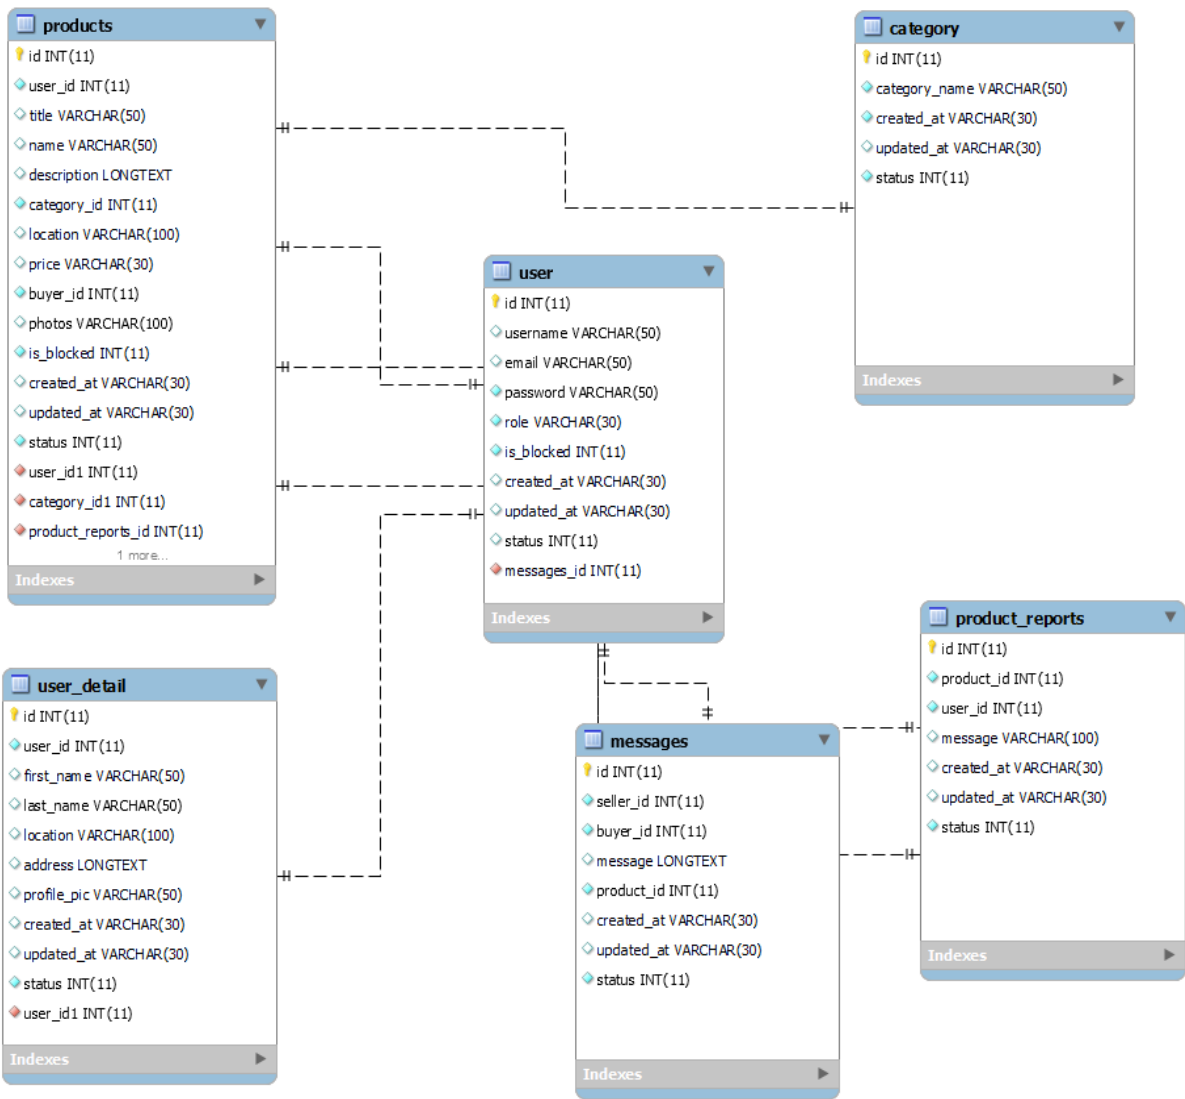 products
id INT(11)
user_id INT(11)
title VARCHAR(50)
name VARCHAR(50)
description LONGTEXT
category_id INT(11)
location VARCHAR(100)
price VARCHAR(30)
buyer_id INT(11)
photos VARCHAR(100)
is_blocked INT(11)
created_at VARCHAR(30)
updated_at VARCHAR(30)
status INT(11)
user_id1 INT(11)
category_id1 INT(11)
product_reports_id INT(11)
1 more...
Indexes
category
id INT(11)
category_name VARCHAR(50)
created_at VARCHAR(30)
updated_at VARCHAR(30)
status INT(11)
Indexes
user
id INT(11)
username VARCHAR(50)
email VARCHAR(50)
password VARCHAR(50)
role VARCHAR(30)
is_blocked INT(11)
created_at VARCHAR(30)
updated_at VARCHAR(30)
status INT(11)
messages_id INT(11)
Indexes
user_detail
id INT(11)
user_id INT(11)
first_name VARCHAR(50)
last_name VARCHAR(50)
location VARCHAR(100)
address LONGTEXT
profile_pic VARCHAR(50)
created_at VARCHAR(30)
updated_at VARCHAR(30)
status INT(11)
user_id1 INT(11)
Indexes
messages
id INT(11)
seller_id INT(11)
buyer_id INT(11)
message LONGTEXT
product_id INT(11)
created_at VARCHAR(30)
updated_at VARCHAR(30)
status INT(11)
Indexes
product_reports
id INT(11)
product_id INT(11)
user_id INT(11)
message VARCHAR(100)
created_at VARCHAR(30)
updated_at VARCHAR(30)
status INT(11)
Indexes